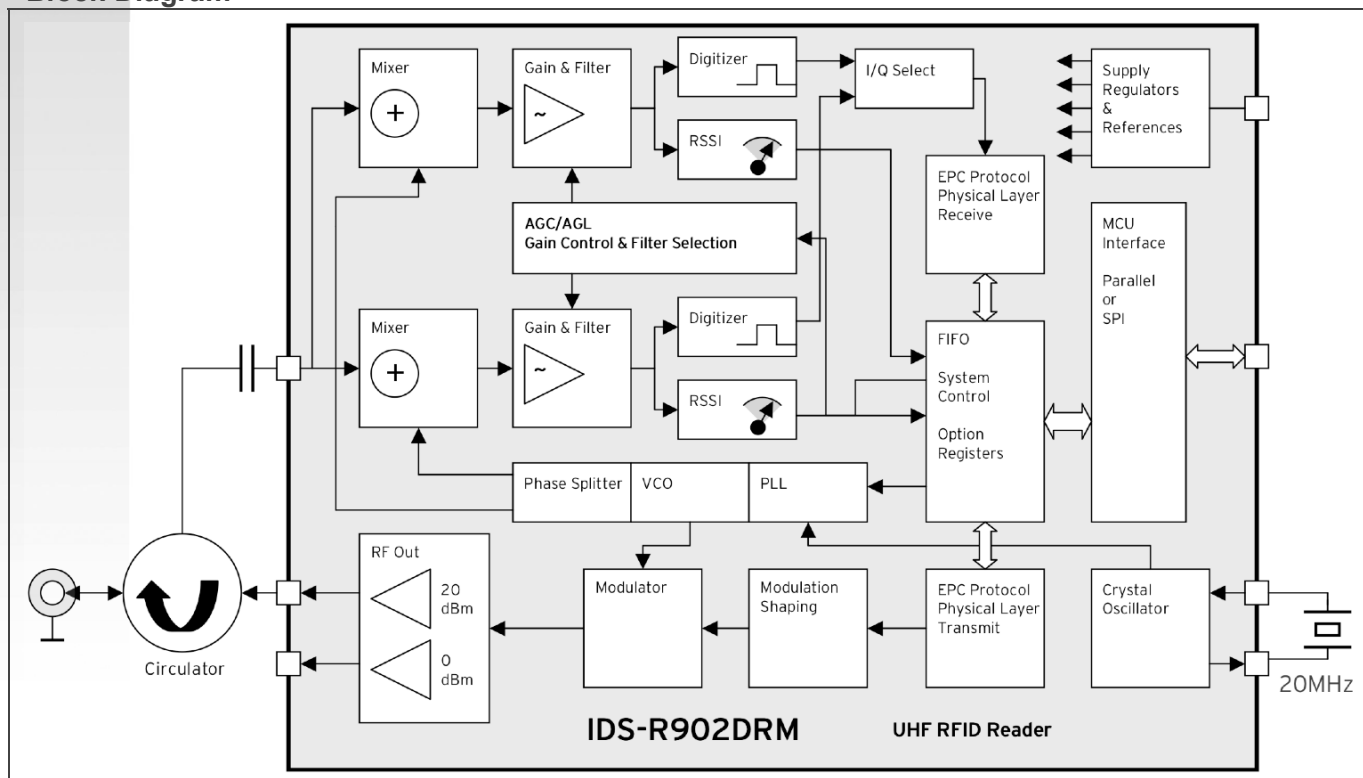 Mixer
Gain & Filter
Digitizer
I/Q Select
Supply
Regulators
&
References
RSSI
EPC Protocol
Physical Layer
Receive
AGC/AGL
Gain Control & Filter Selection
MCU
Interface
Parallel
or
SPI
Mixer
Gain & Filter
Digitizer
FIFO
System
Control
Option
Registers
RSSI
Phase Splitter
VCO
PLL
RF Out
20
dBm
0
dBm
Modulator
Modulation
Shaping
EPC Protocol
Physical Layer
Transmit
Crystal
Oscillator
Circulator
20MHz
IDS-R902DRM
UHF RFID Reader